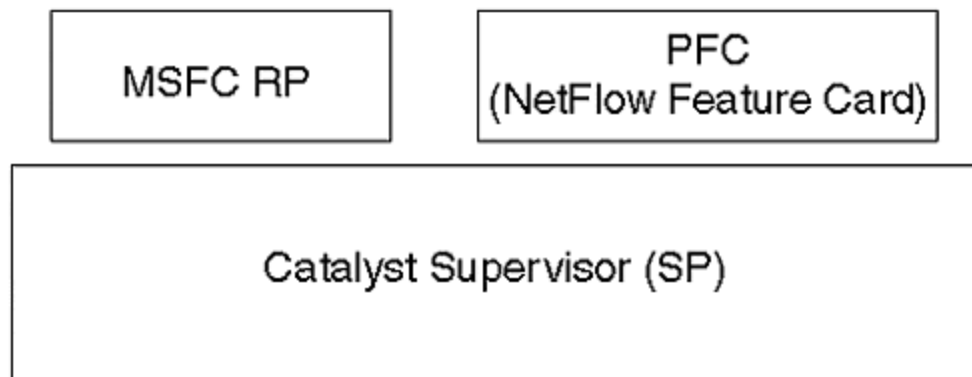 MSFC RP
PFC
(NetFlow Feature Card)
Catalyst Supervisor (SP)